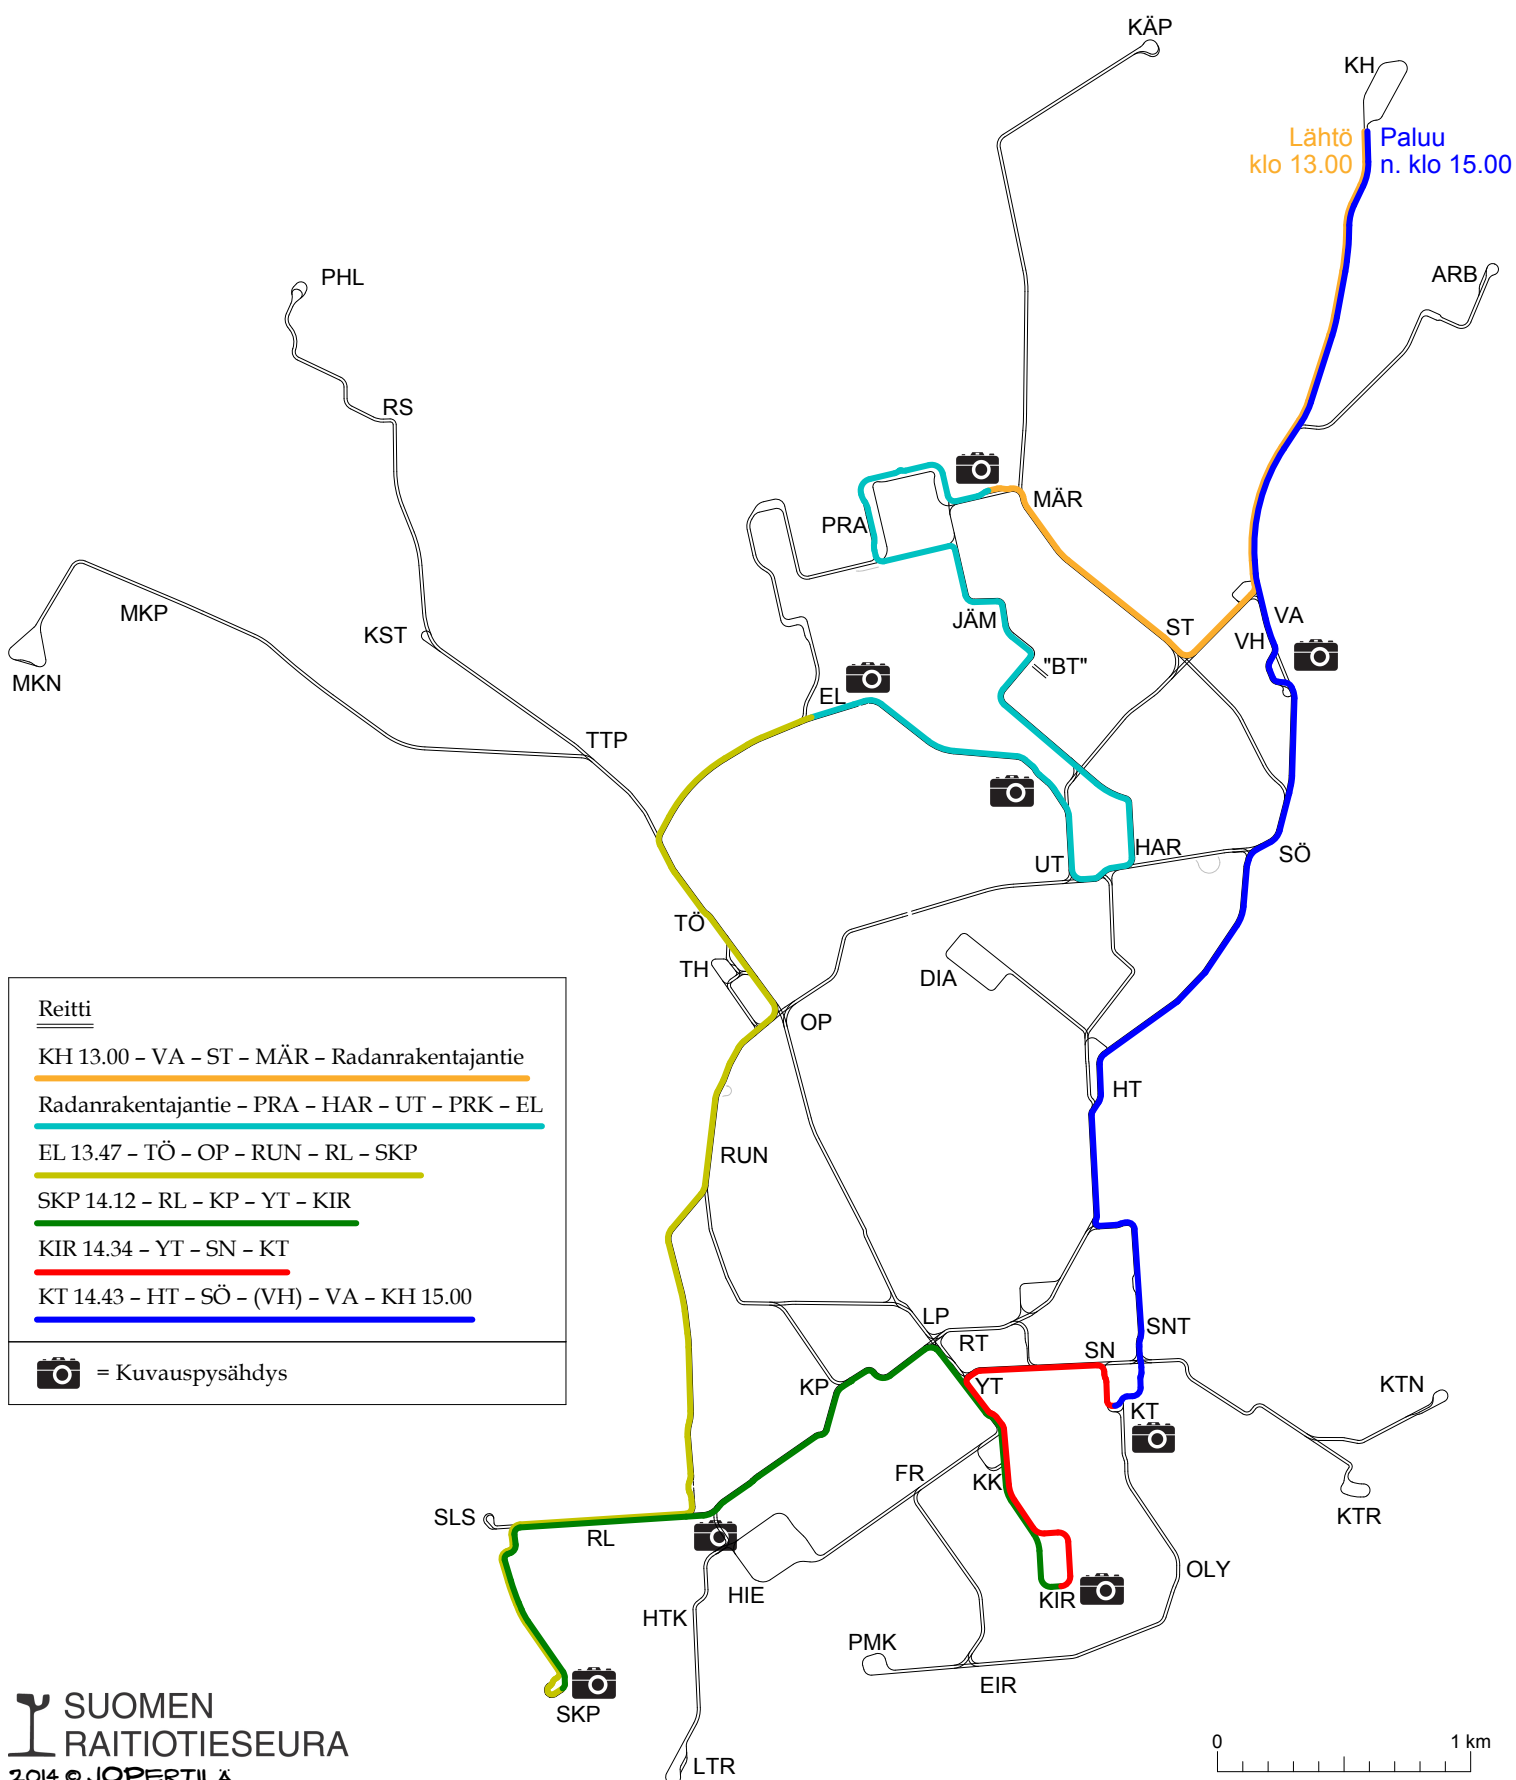 KÄP
KH
Lähtö
klo 13.00
Paluu
n. klo 15.00
ARB
PHL
RS
MÄR
PRA
MKP
KST
MKN
JÄM
ST
VA
VH
"BT"
EL
TTP
HAR
UT
SÖ
TÖ
TH
DIA
OP
HT
RUN
Reitti
KH 13.00 – VA – ST – MÄR – Radanrakentajantie
Radanrakentajantie – PRA – HAR – UT – PRK – EL
EL 13.47 – TÖ – OP – RUN – RL – SKP
SKP 14.12 – RL – KP – YT – KIR
KIR 14.34 – YT – SN – KT
KT 14.43 – HT – SÖ – (VH) – VA – KH 15.00
= Kuvauspysähdys
LP
RT
SN
SNT
KP
YT
KT
KTN
FR
KK
KTR
SLS
RL
HIE
KIR
OLY
HTK
PMK
EIR
SKP
LTR
SUOMEN
RAITIOTIESEURA
2014 © JOPERTILÄ
0
1 km